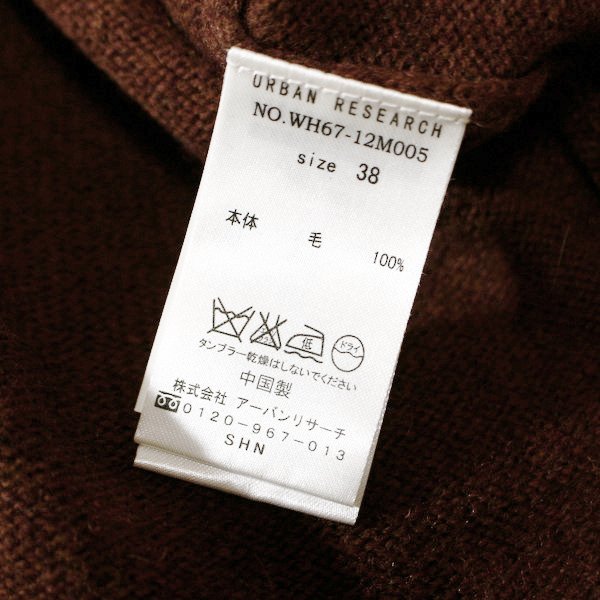 URBAN RESEARCH
NO.WH67-12M005
size 38
本体 毛 100%
低 ドライ
タンブラー乾燥はしないでください
中国製
株式会社 アーバンリサーチ
0120-967-013
SHN